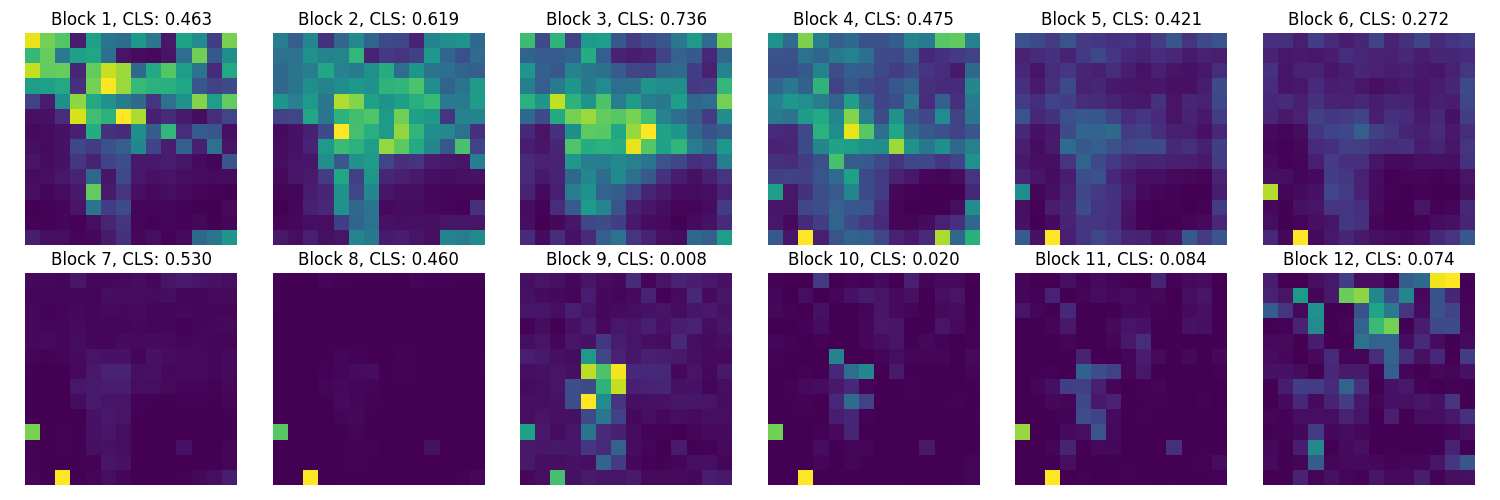 Block 1, CLS: 0.463
Block 2, CLS: 0.619
Block 3, CLS: 0.736
Block 4, CLS: 0.475
Block 5, CLS: 0.421
Block 6, CLS: 0.272
Block 7, CLS: 0.530
Block 8, CLS: 0.460
Block 9, CLS: 0.008
Block 10, CLS: 0.020
Block 11, CLS: 0.084
Block 12, CLS: 0.074